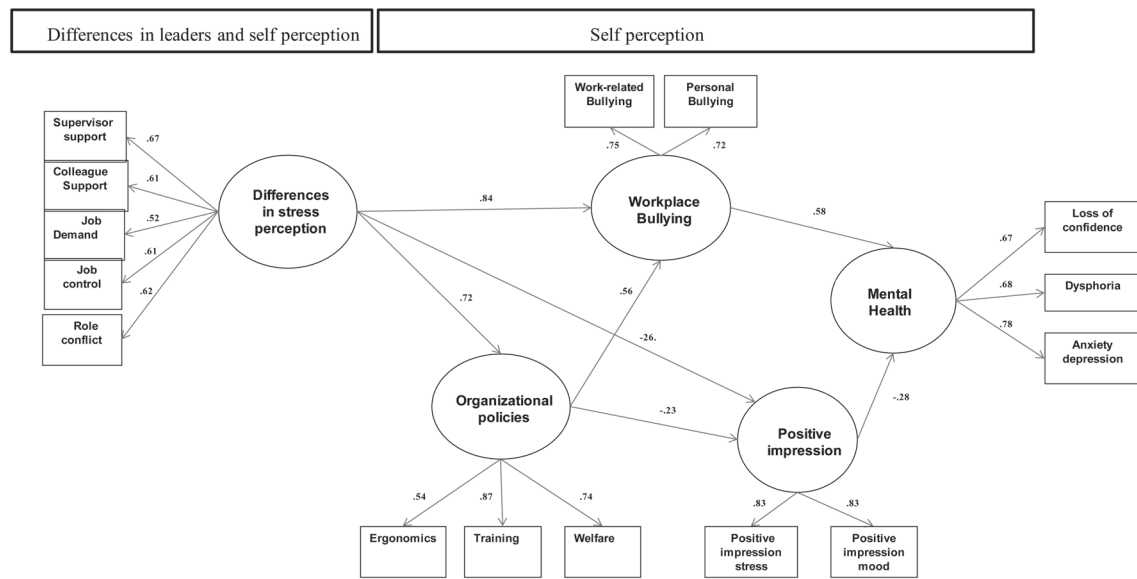 Differences in leaders and self perception
Self perception
Work-related
Bullying
Personal
Bullying
Supervisor
support
.67
.75
.72
Colleague
Support
.61
Differences
in stress
perception
.84
Workplace
Bullying
.58
Job
Demand
.52
Loss of
confidence
.67
Job
control
.61
.62
.72
.56
Mental
Health
.68
Dysphoria
Role
conflict
-26.
.78
Anxiety
depression
Organizational
policies
-.23
-.28
Positive
impression
.54
.87
.74
.83
.83
Ergonomics
Training
Welfare
Positive
impression
stress
Positive
impression
mood